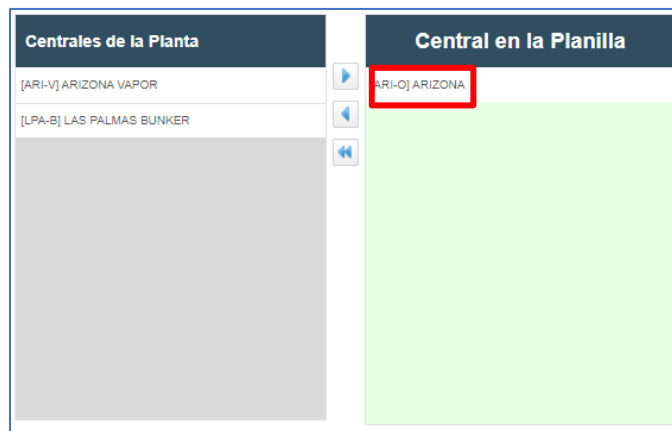 Centrales de la Planta
[ARI-V] ARIZONA VAPOR
[LPA-B] LAS PALMAS BUNKER
Central en la Planilla
ARI-O] ARIZONA